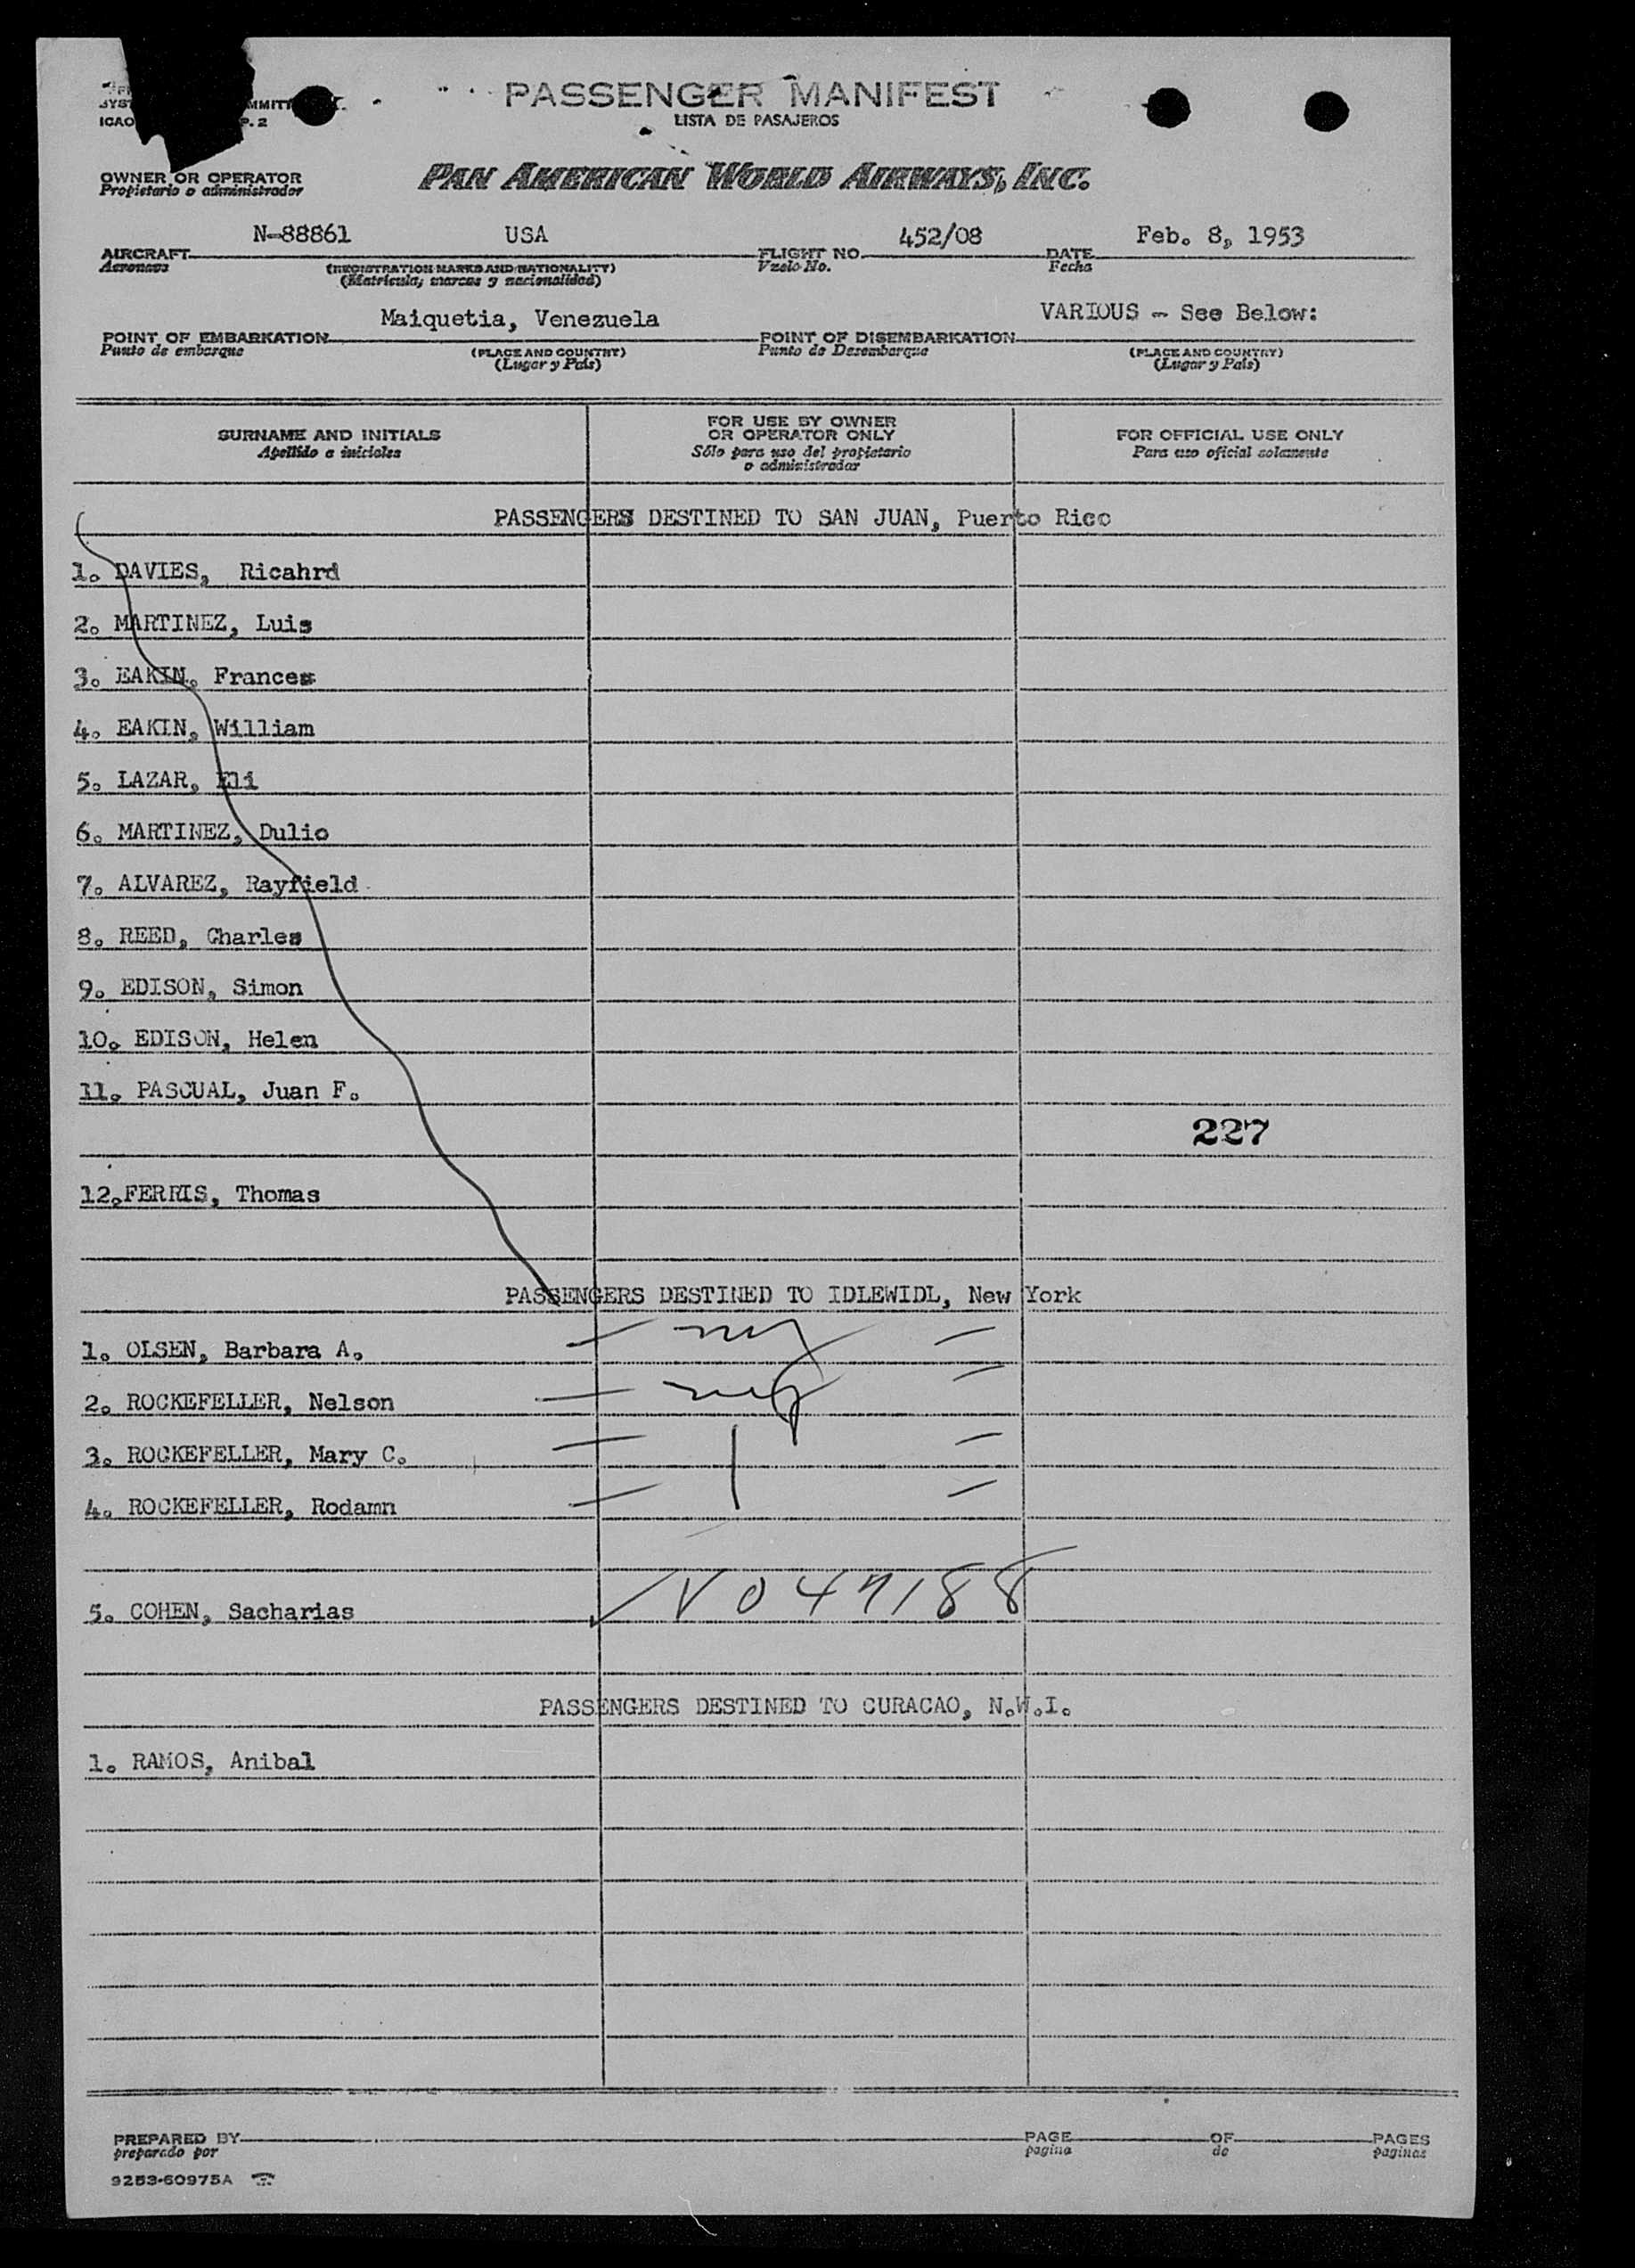 PASSENGER MANIFEST
LISTA DE PASAJEROS
ICAO P. 2
OWNER OR OPERATOR
Propietario o administrador
PAN AMERICAN WORLD AIRWAYS, INC.
N-88861 USA 452/08 Feb. 8, 1953
AIRCRAFT FLIGHT NO. DATE
Aeronave (REGISTRATION MARKS AND NATIONALITY) Vuelo No. Fecha
(Matrícula, marcas y nacionalidad)
Maiquetia, Venezuela VARIOUS - See Below:
POINT OF EMBARKATION POINT OF DISEMBARKATION
Punto de embarque (PLACE AND COUNTRY) Punto de Desembarque (PLACE AND COUNTRY)
(Lugar y País) (Lugar y País)
SURNAME AND INITIALS
Apellido e iniciales
FOR USE BY OWNER
OR OPERATOR ONLY
Sólo para uso del propietario
o administrador
FOR OFFICIAL USE ONLY
Para uso oficial solamente
PASSENGERS DESTINED TO SAN JUAN, Puerto Rico
1. DAVIES, Ricahrd
2. MARTINEZ, Luis
3. EAKIN, Frances
4. EAKIN, William
5. LAZAR, Eli
6. MARTINEZ, Dulio
7. ALVAREZ, Rayfield
8. REED, Charles
9. EDISON, Simon
10. EDISON, Helen
11. PASCUAL, Juan F.
227
12.FERRIS, Thomas
PASSENGERS DESTINED TO IDLEWIDL, New York
1. OLSEN, Barbara A.
2. ROCKEFELLER, Nelson
3. ROCKEFELLER, Mary C.
4. ROCKEFELLER, Rodamn
5. COHEN, Sacharias V 047188
PASSENGERS DESTINED TO CURACAO, N.W.I.
1. RAMOS, Anibal
PREPARED BY PAGE OF PAGES
preparado por pagina de paginas
9253-60975A